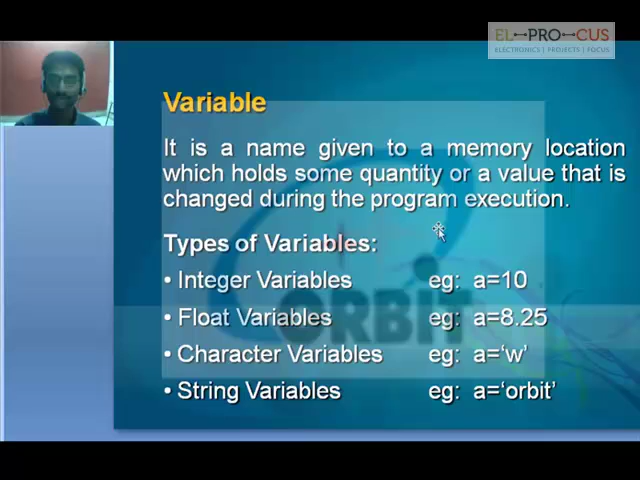 EL PRO CUS
ELECTRONICS | PROJECTS | FOCUS
Variable
It is a name given to a memory location
which holds some quantity or a value that is
changed during the program execution.
Types of Variables:
• Integer Variables eg: a=10
• Float Variables eg: a=8.25
ORBIT
• Character Variables eg: a=‘w’
• String Variables eg: a=‘orbit’